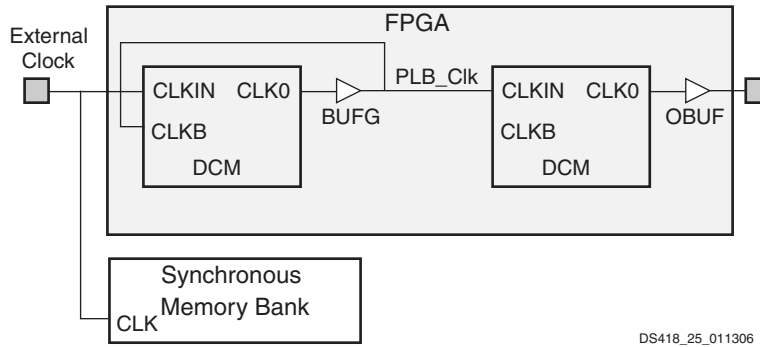 FPGA
External
Clock
CLKIN CLK0
PLB_Clk
CLKIN CLK0
BUFG
OBUF
CLKB
CLKB
DCM
DCM
Synchronous
Memory Bank
CLK
DS418_25_011306